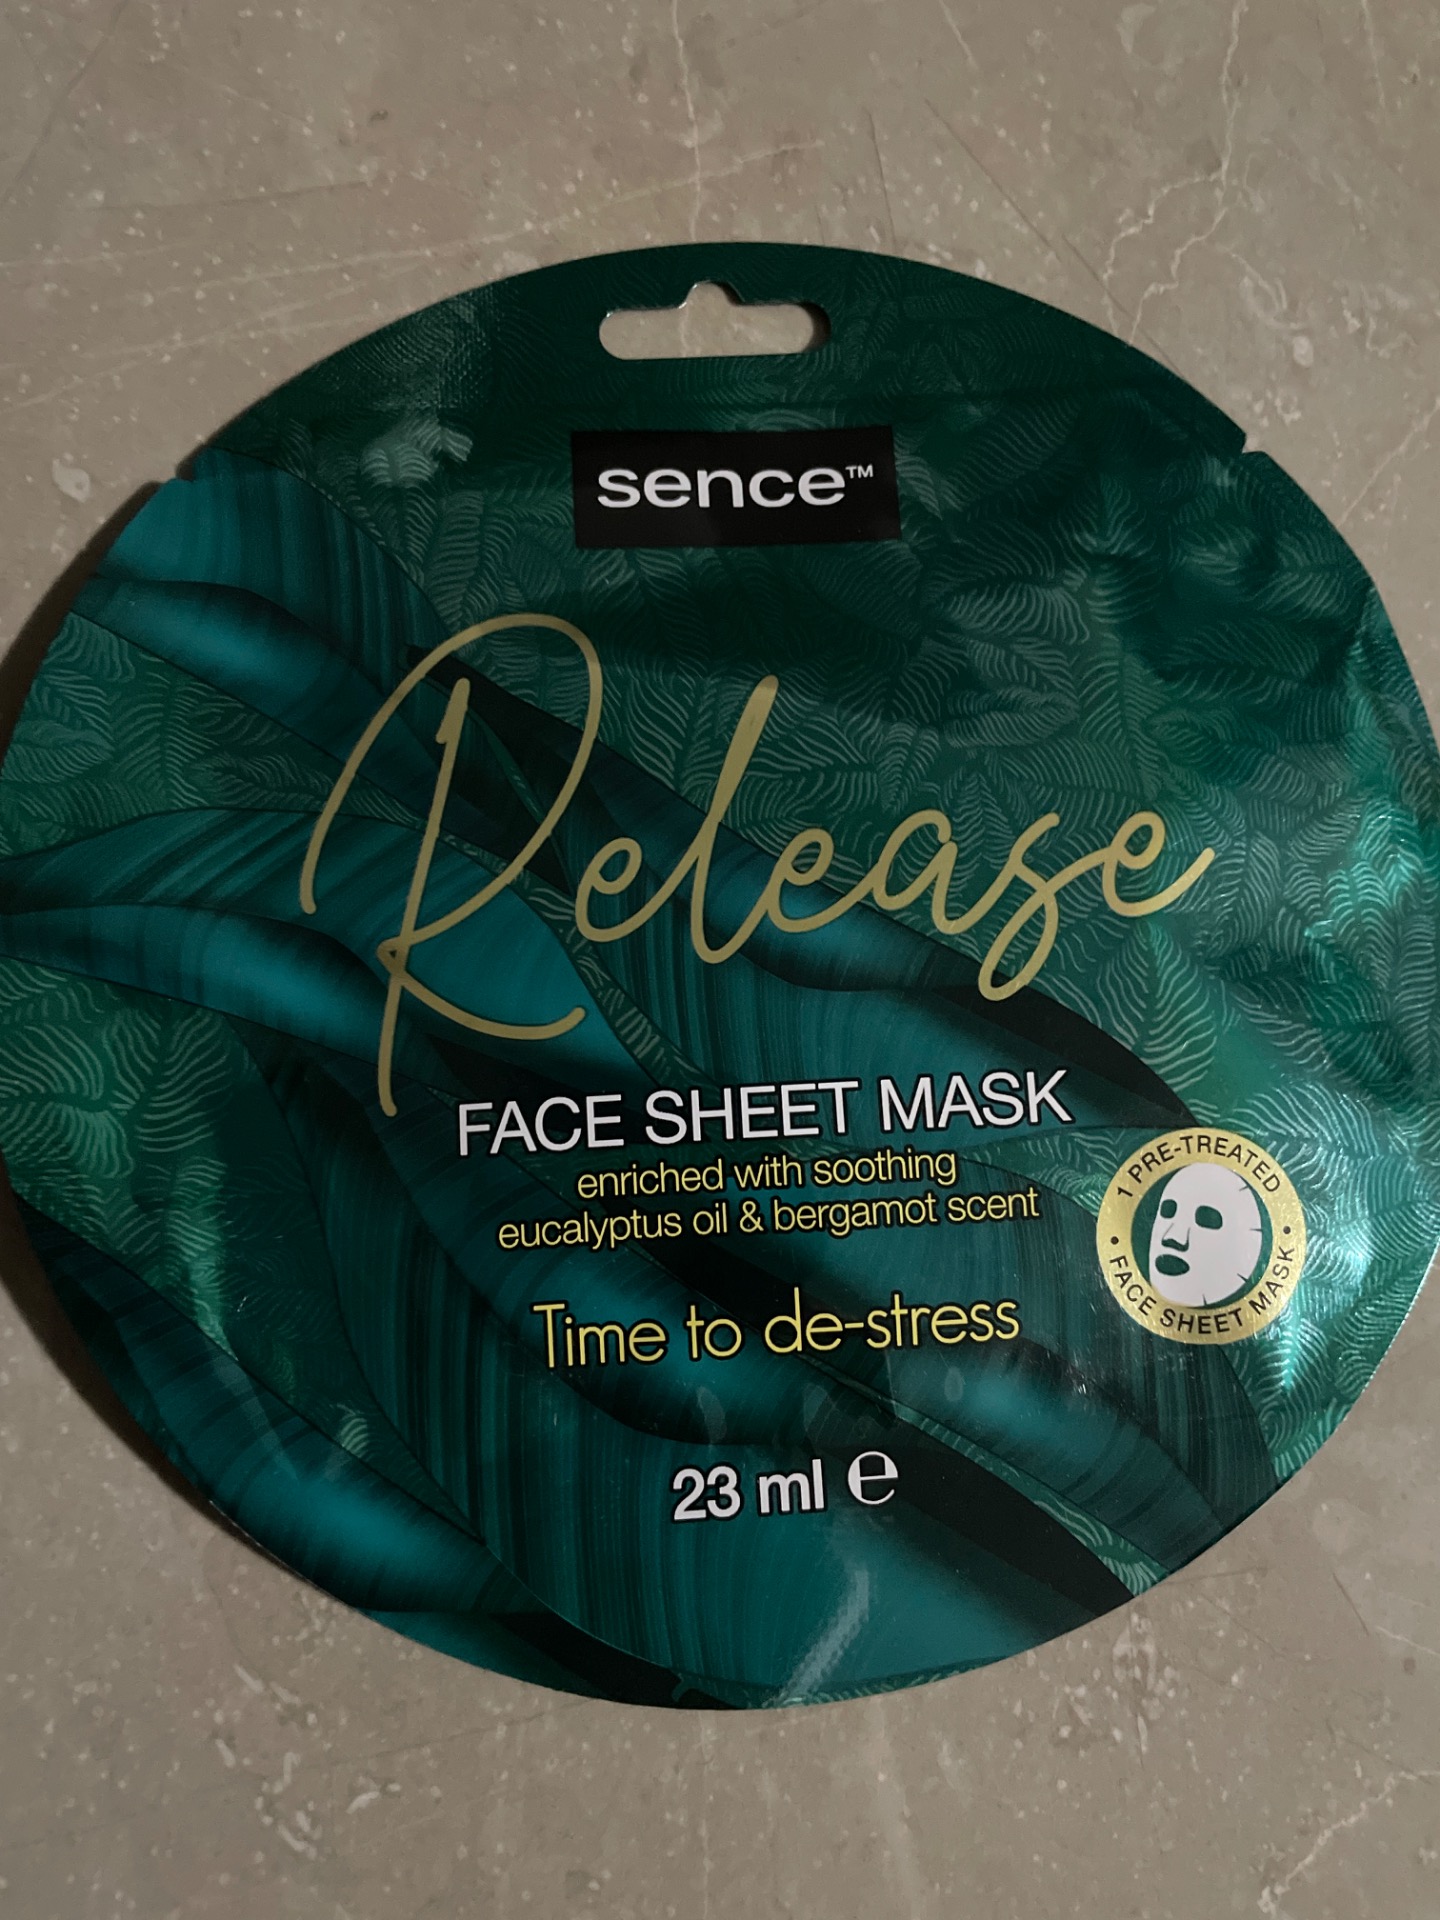 sence™
Release
FACE SHEET MASK
enriched with soothing
eucalyptus oil & bergamot scent
1 PRE-TREATED
• FACE SHEET MASK •
Time to de-stress
23 ml ℮